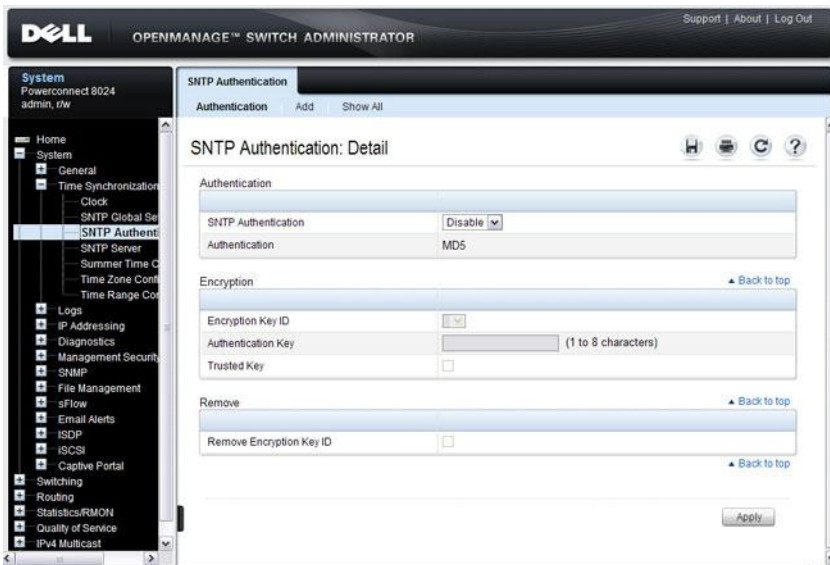 Support | About | Log Out
DELL OPENMANAGE™ SWITCH ADMINISTRATOR
System
Powerconnect 8024
admin, r/w
Home
System
General
Time Synchronization
Clock
SNTP Global Se
SNTP Authenti
SNTP Server
Summer Time C
Time Zone Confi
Time Range Cor
Logs
IP Addressing
Diagnostics
Management Security
SNMP
File Management
sFlow
Email Alerts
ISDP
iSCSI
Captive Portal
Switching
Routing
Statistics/RMON
Quality of Service
IPv4 Multicast
SNTP Authentication
Authentication Add Show All
SNTP Authentication: Detail
H C ?
Authentication
SNTP Authentication Disable
Authentication MD5
Encryption Back to top
Encryption Key ID
Authentication Key (1 to 8 characters)
Trusted Key
Remove Back to top
Remove Encryption Key ID
Back to top
Apply